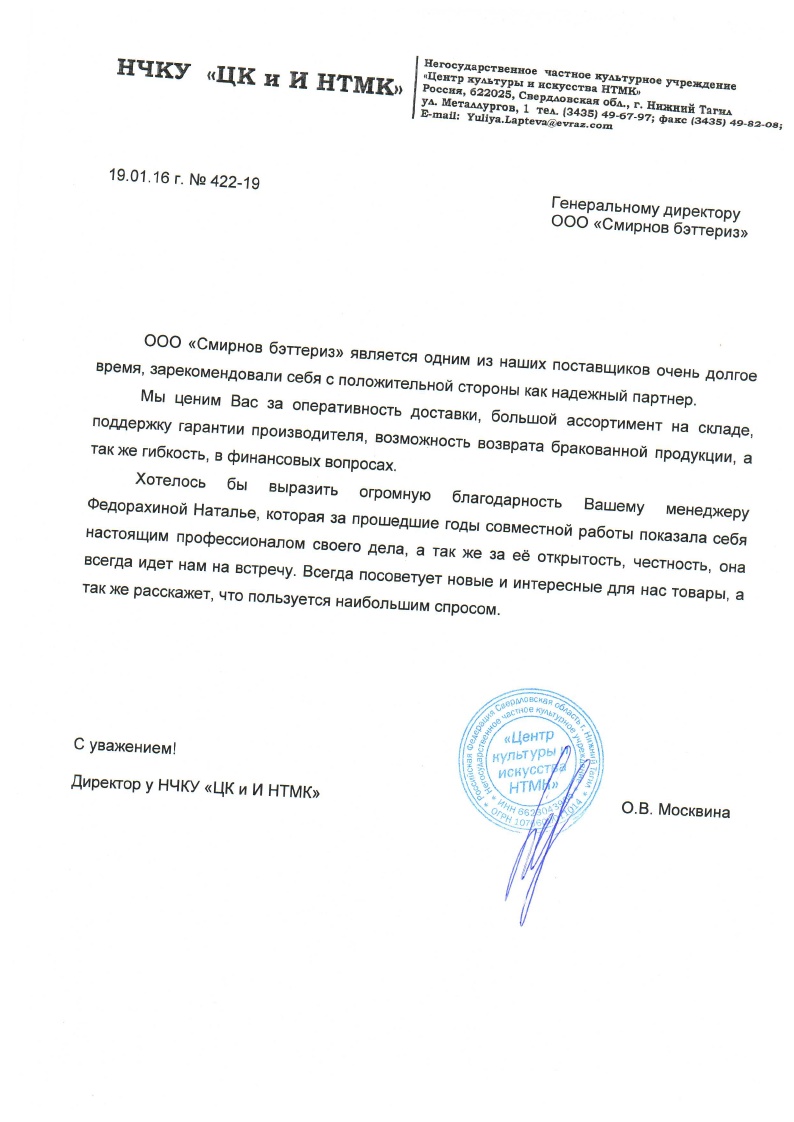 НЧКУ «ЦК и И НТМК»
Негосударственное частное культурное учреждение
«Центр культуры и искусства НТМК»
Россия, 622025, Свердловская обл., г. Нижний Тагил
ул. Металлургов, 1 тел. (3435) 49-67-97; факс (3435) 49-82-08;
E-mail: Yuliya.Lapteva@evraz.com
19.01.16 г. № 422-19
Генеральному директору
ООО «Смирнов бэттериз»
ООО «Смирнов бэттериз» является одним из наших поставщиков очень долгое
время, зарекомендовали себя с положительной стороны как надежный партнер.
Мы ценим Вас за оперативность доставки, большой ассортимент на складе,
поддержку гарантии производителя, возможность возврата бракованной продукции, а
так же гибкость, в финансовых вопросах.
Хотелось бы выразить огромную благодарность Вашему менеджеру
Федорахиной Наталье, которая за прошедшие годы совместной работы показала себя
настоящим профессионалом своего дела, а так же за её открытость, честность, она
всегда идет нам на встречу. Всегда посоветует новые и интересные для нас товары, а
так же расскажет, что пользуется наибольшим спросом.
С уважением!
Директор у НЧКУ «ЦК и И НТМК»
Российская Федерация Свердловская область г. Нижний Тагил
Негосударственное частное культурное учреждение
«Центр
культуры и
искусства
НТМК»
ИНН
ОГРН
О.В. Москвина